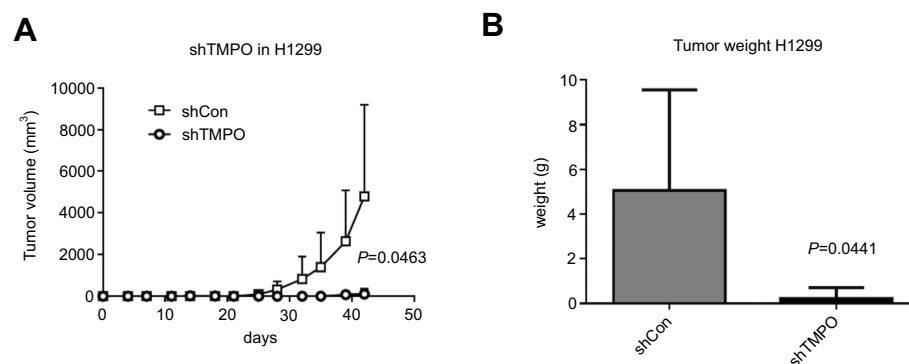 A
shTMPO in H1299
10000
8000
6000
4000
2000
0
Tumor volume (mm³)
shCon
shTMPO
P=0.0463
0 10 20 30 40 50
days
B
Tumor weight H1299
10
8
6
4
2
0
weight (g)
P=0.0441
shCon
shTMPO